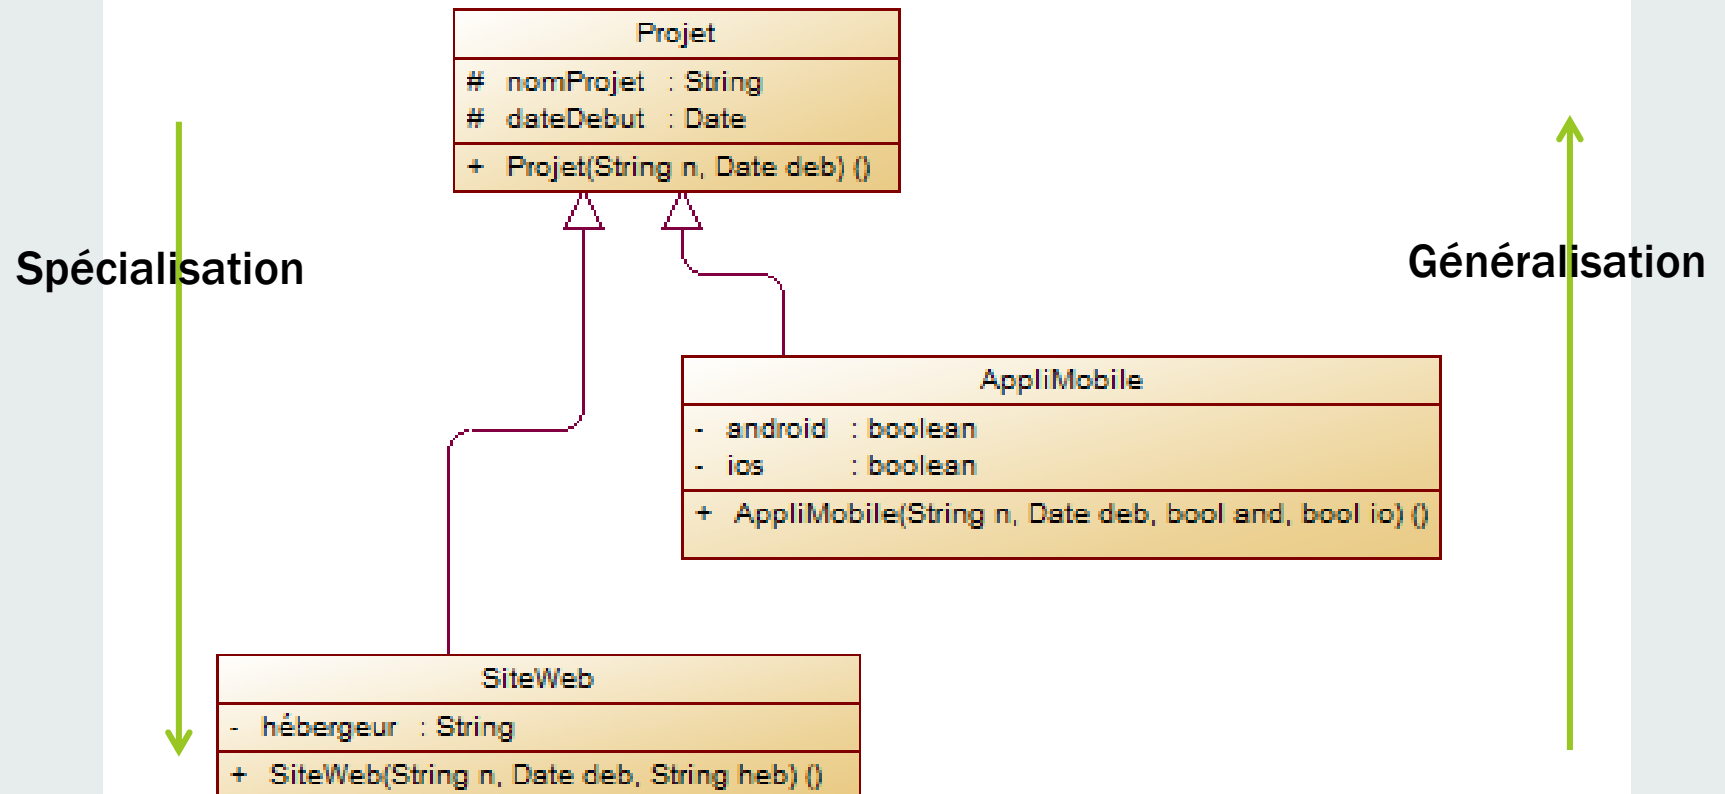 Projet
# nomProjet : String
# dateDebut : Date
+ Projet(String n, Date deb) ()
Spécialisation
Généralisation
AppliMobile
- android : boolean
- ios : boolean
+ AppliMobile(String n, Date deb, bool and, bool io) ()
SiteWeb
- hébergeur : String
+ SiteWeb(String n, Date deb, String heb) ()